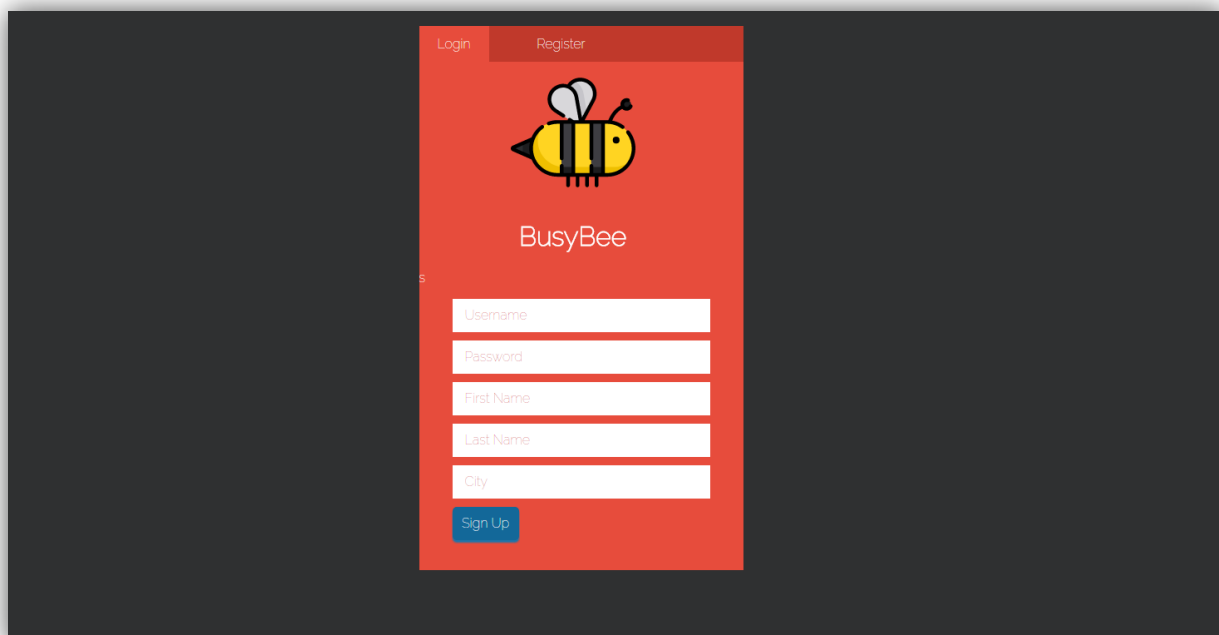 Login Register
BusyBee
s
Username
Password
First Name
Last Name
City
Sign Up